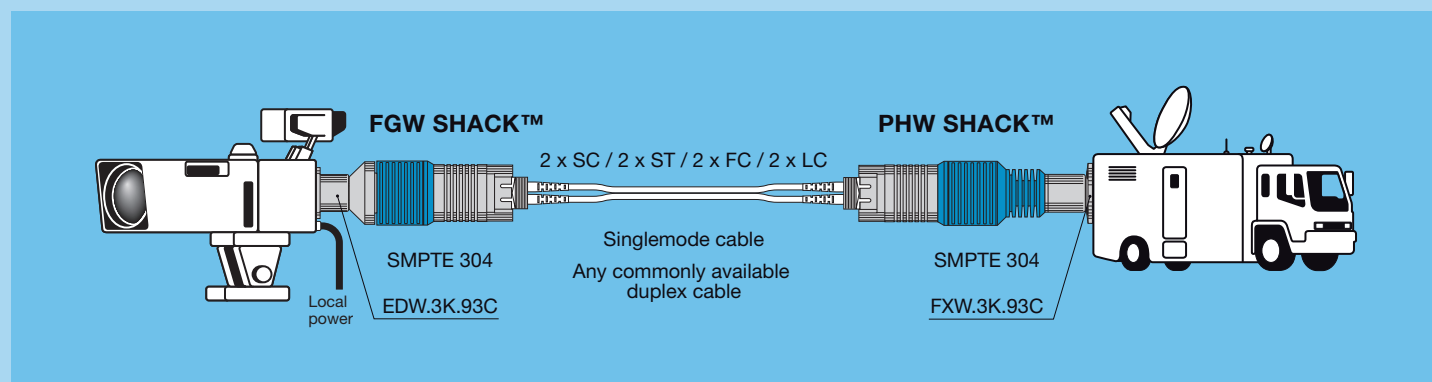 FGW SHACK™
PHW SHACK™
2 x SC / 2 x ST / 2 x FC / 2 x LC
Singlemode cable
Any commonly available
duplex cable
SMPTE 304
SMPTE 304
Local
power
EDW.3K.93C
FXW.3K.93C